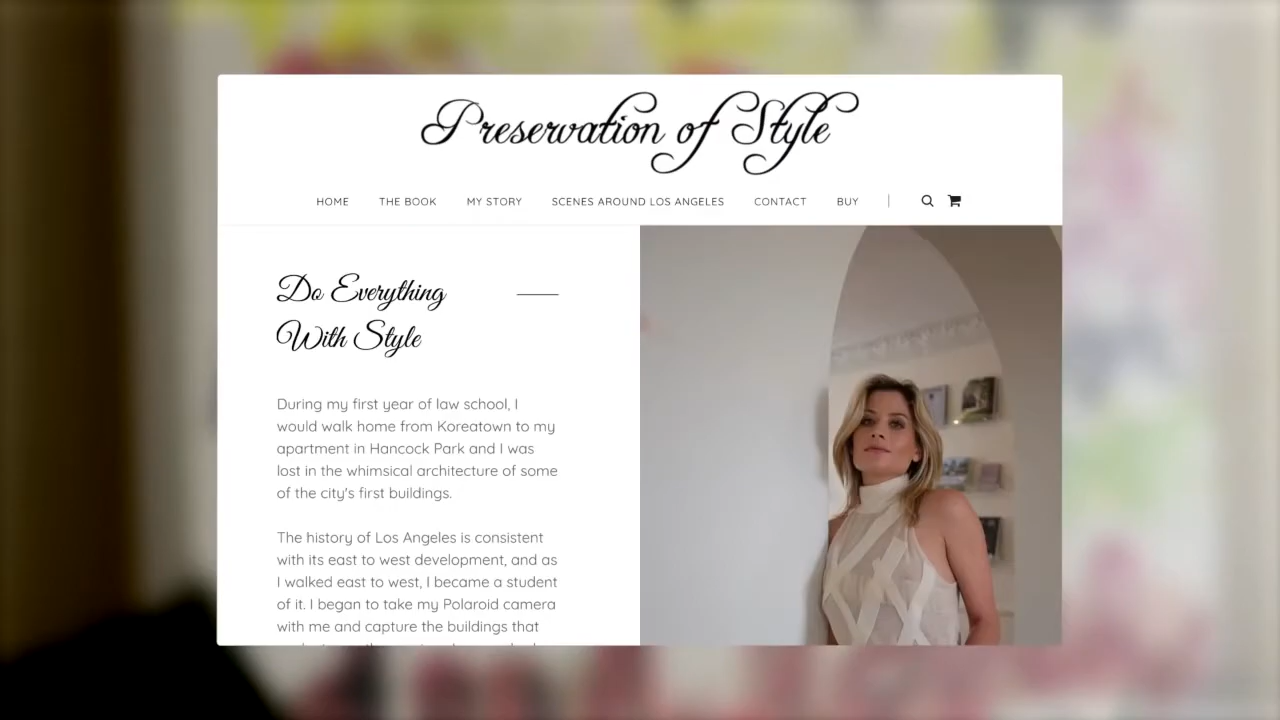 Preservation of Style
HOME THE BOOK MY STORY SCENES AROUND LOS ANGELES CONTACT BUY
Do Everything
With Style
During my first year of law school, I
would walk home from Koreatown to my
apartment in Hancock Park and I was
lost in the whimsical architecture of some
of the city's first buildings.
The history of Los Angeles is consistent
with its east to west development, and as
I walked east to west, I became a student
of it. I began to take my Polaroid camera
with me and capture the buildings that